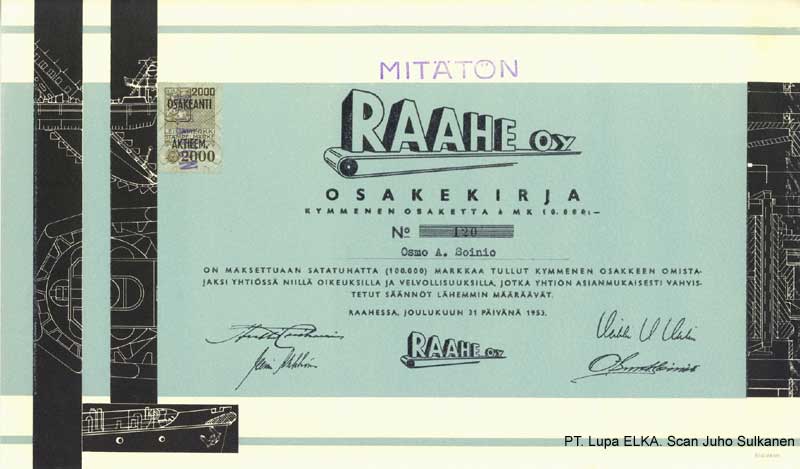 MITÄTÖN
2000
OSAKEANTI
STÄMPELMARKE
AKTIEEM.
2000
RAAHE OY
OSAKEKIRJA
KYMMENEN OSAKETTA à MK 10.000:–
No 120
Osmo A. Soinio
ON MAKSETTUAAN SATATUHATTA (100.000) MARKKAA TULLUT KYMMENEN OSAKKEEN OMISTA-
JAKSI YHTIÖSSÄ NIILLÄ OIKEUKSILLA JA VELVOLLISUUKSILLA, JOTKA YHTIÖN ASIANMUKAISESTI VAHVIS-
TETUT SÄÄNNÖT LÄHEMMIN MÄÄRÄÄVÄT.
RAAHESSA, JOULUKUUN 31 PÄIVÄNÄ 1953.
RAAHE OY
PT. Lupa ELKA. Scan Juho Sulkanen